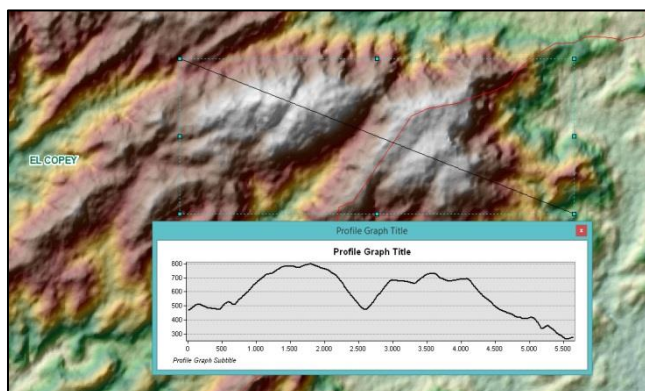 EL COPEY
Profile Graph Title
x
Profile Graph Title
800
700
600
500
400
300
0 500 1.000 1.500 2.000 2.500 3.000 3.500 4.000 4.500 5.000 5.500
Profile Graph Subtitle